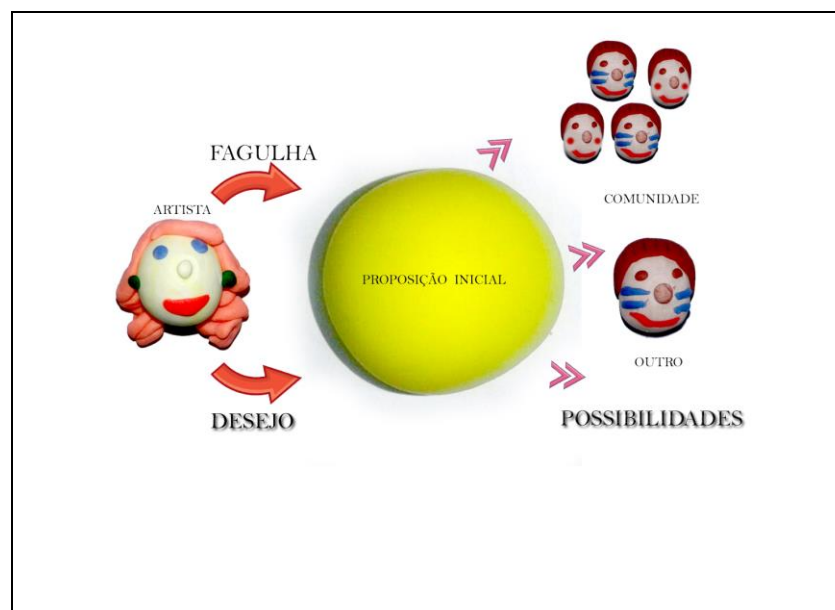 FAGULHA
ARTISTA
DESEJO
PROPOSIÇÃO INICIAL
COMUNIDADE
OUTRO
POSSIBILIDADES